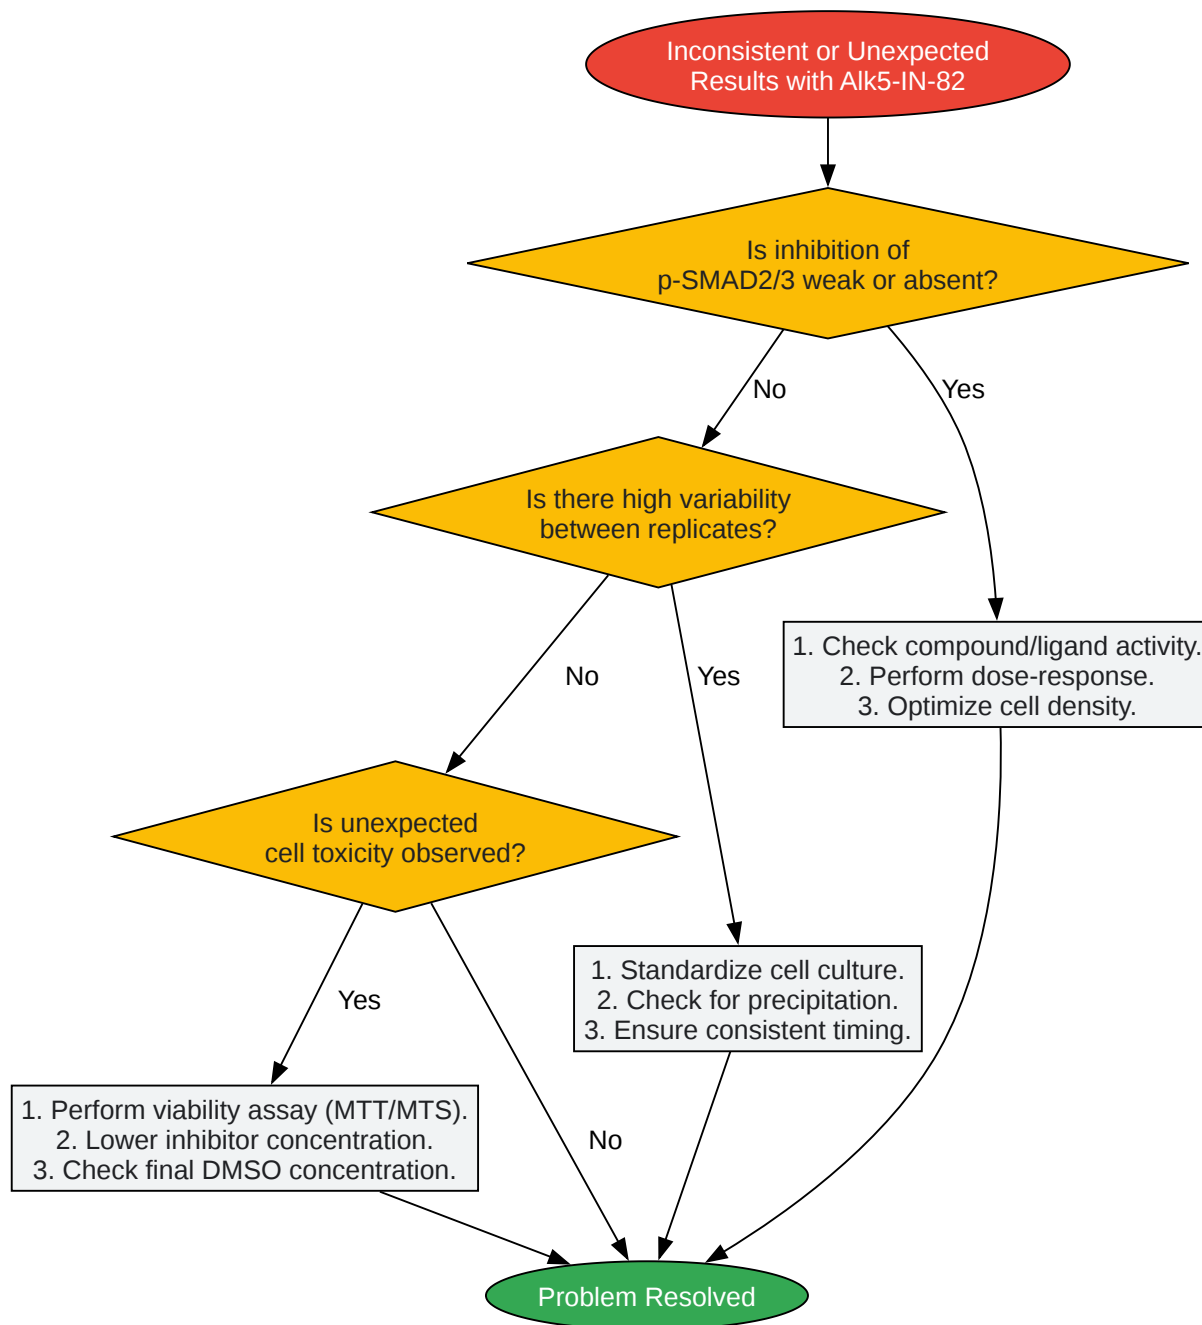 Inconsistent or Unexpected
Results with Alk5-IN-82
Is inhibition of
p-SMAD2/3 weak or absent?
No
Yes
Is there high variability
between replicates?
No
Yes
1. Check compound/ligand activity.
2. Perform dose-response.
3. Optimize cell density.
Is unexpected
cell toxicity observed?
Yes
No
1. Standardize cell culture.
2. Check for precipitation.
3. Ensure consistent timing.
1. Perform viability assay (MTT/MTS).
2. Lower inhibitor concentration.
3. Check final DMSO concentration.
Problem Resolved